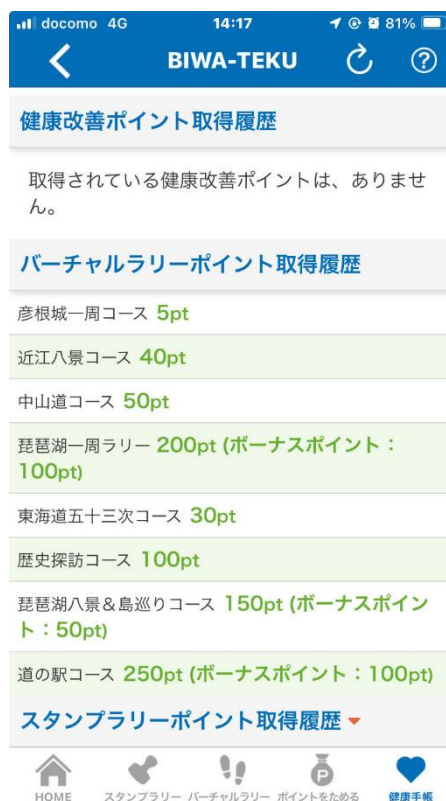 docomo 4G 14:17 81%
BIWA-TEKU
健康改善ポイント取得履歴
取得されている健康改善ポイントは、ありませ
ん。
バーチャルラリーポイント取得履歴
彦根城一周コース 5pt
近江八景コース 40pt
中山道コース 50pt
琵琶湖一周ラリー 200pt (ボーナスポイント：
100pt)
東海道五十三次コース 30pt
歴史探訪コース 100pt
琵琶湖八景＆島巡りコース 150pt (ボーナスポイン
ト：50pt)
道の駅コース 250pt (ボーナスポイント：100pt)
スタンプラリーポイント取得履歴
HOME スタンプラリー バーチャルラリー ポイントをためる 健康手帳